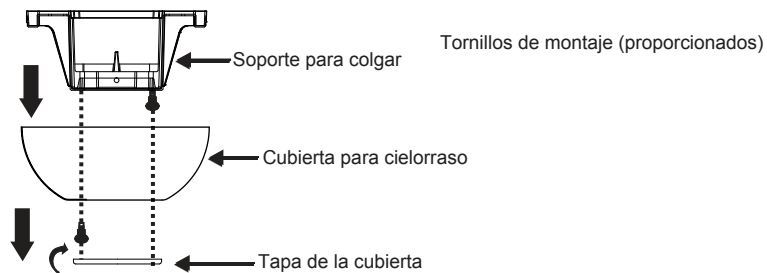 Tornillos de montaje (proporcionados)
Soporte para colgar
Cubierta para cielorraso
Tapa de la cubierta